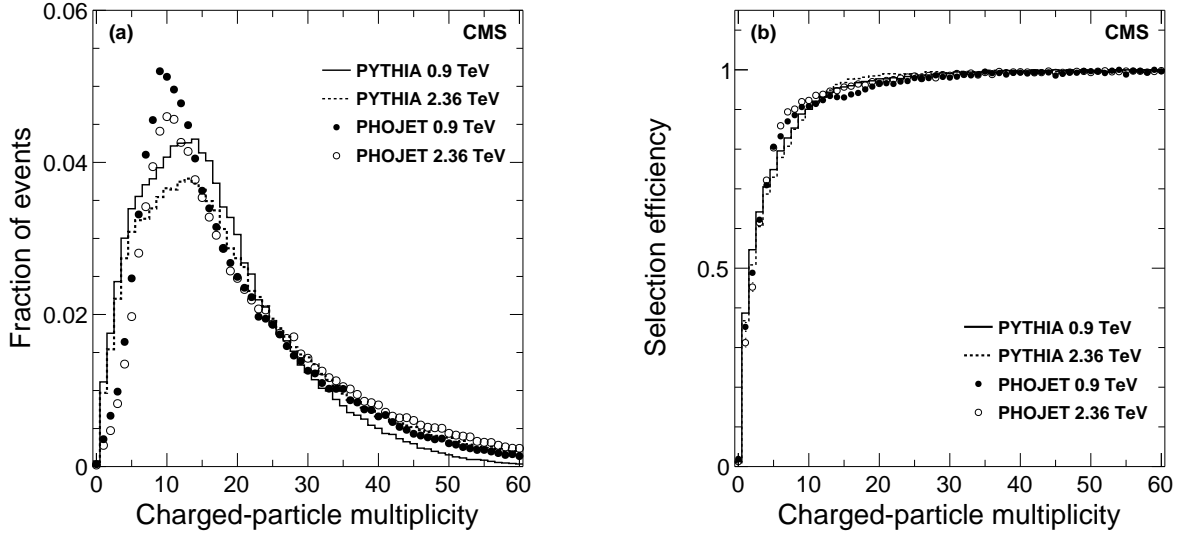 (a)
CMS
PYTHIA 0.9 TeV
PYTHIA 2.36 TeV
PHOJET 0.9 TeV
PHOJET 2.36 TeV
Fraction of events
0.06
0.04
0.02
0
0 10 20 30 40 50 60
Charged-particle multiplicity
(b)
CMS
Selection efficiency
1
0.5
0
PYTHIA 0.9 TeV
PYTHIA 2.36 TeV
PHOJET 0.9 TeV
PHOJET 2.36 TeV
0 10 20 30 40 50 60
Charged-particle multiplicity